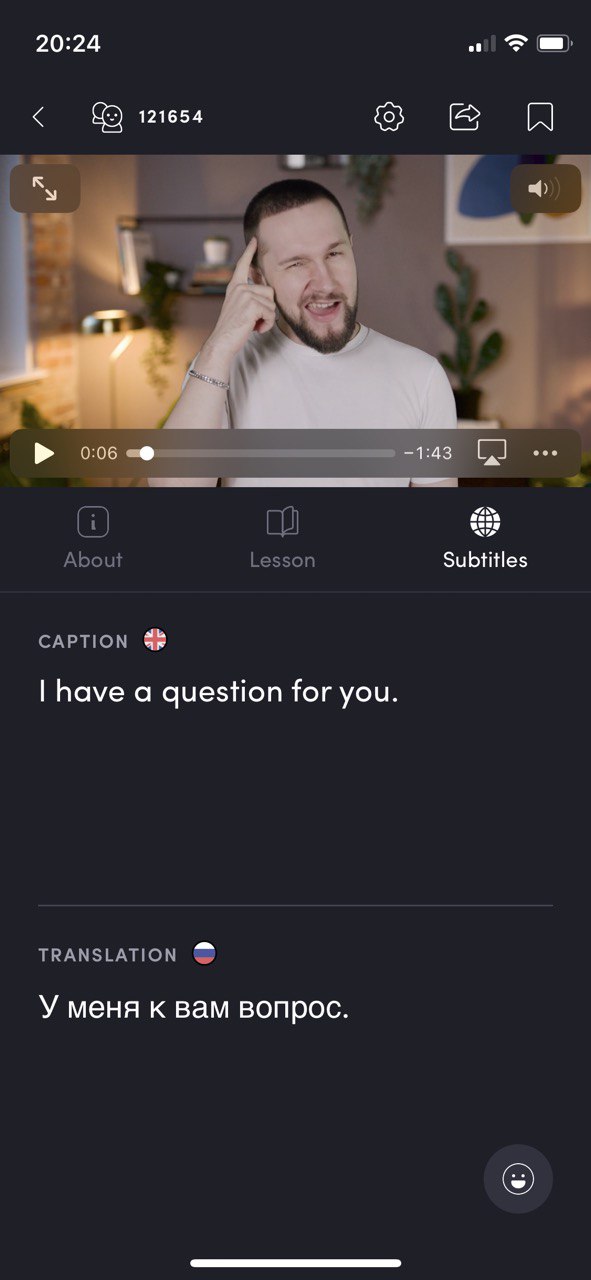 20:24
121654
0:06
−1:43
About
Lesson
Subtitles
CAPTION
I have a question for you.
TRANSLATION
У меня к вам вопрос.